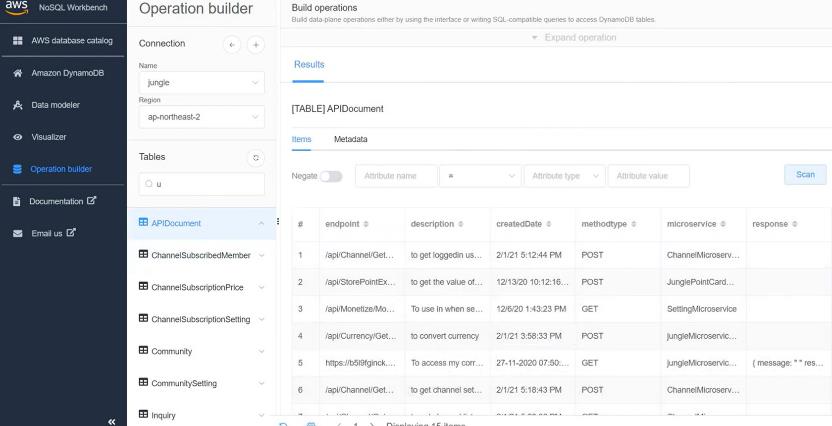 aws NoSQL Workbench
AWS database catalog
Amazon DynamoDB
Data modeler
Visualizer
Operation builder
Documentation
Email us
«
Operation builder
Connection
Name
jungle
Region
ap-northeast-2
Tables
u
APIDocument
ChannelSubscribedMember
ChannelSubscriptionPrice
ChannelSubscriptionSetting
Community
CommunitySetting
Inquiry
Build operations
Build data-plane operations either by using the interface or writing SQL-compatible queries to access DynamoDB tables.
Expand operation
Results
[TABLE] APIDocument
Items Metadata
Negate Attribute name = Attribute type Attribute value Scan
# endpoint description createdDate methodtype microservice response
1 /api/Channel/Get... to get loggedin us... 2/1/21 5:12:44 PM POST ChannelMicroserv...
2 /api/StorePointEx... to get the value of... 12/13/20 10:12:16... POST JunglePointCard...
3 /api/Monetize/Mo... To use in when se... 12/6/20 1:43:23 PM GET SettingMicroservice
4 /api/Currency/Get... to convert currency 2/1/21 3:58:33 PM POST jungleMicroservic...
5 https://b5l9fginck.... To access my corr... 27-11-2020 07:50:... GET jungleMicroservic... { message: " " res...
6 /api/Channel/Get... to get channel set... 2/1/21 5:18:43 PM POST ChannelMicroserv...
1 Displaying 15 items